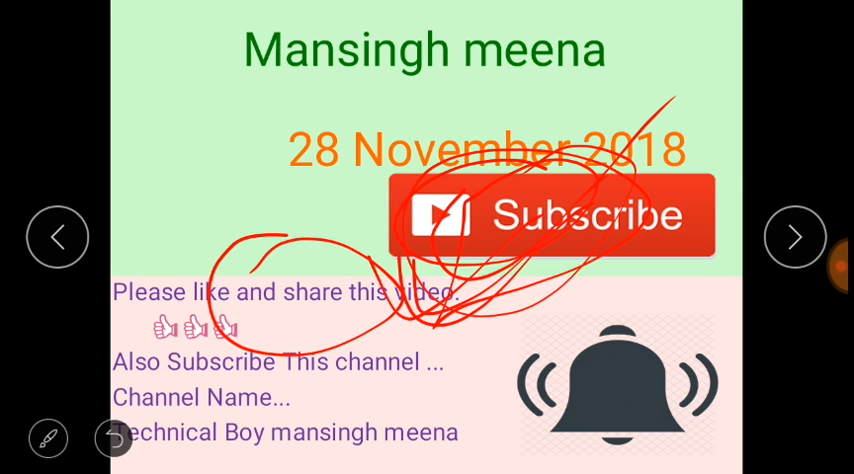 Mansingh meena
28 November 2018
Subscribe
Please like and share this video.
👍👍👍
Also Subscribe This channel ...
Channel Name...
Technical Boy mansingh meena